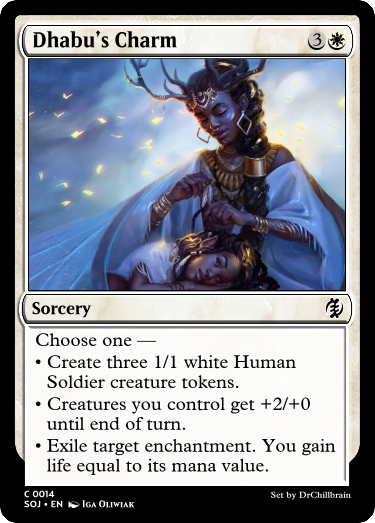 Dhabu's Charm 3
Sorcery
Choose one —
• Create three 1/1 white Human
Soldier creature tokens.
• Creatures you control get +2/+0
until end of turn.
• Exile target enchantment. You gain
life equal to its mana value.
C 0014
SOJ • EN Iga Oliwiak
Set by DrChillbrain